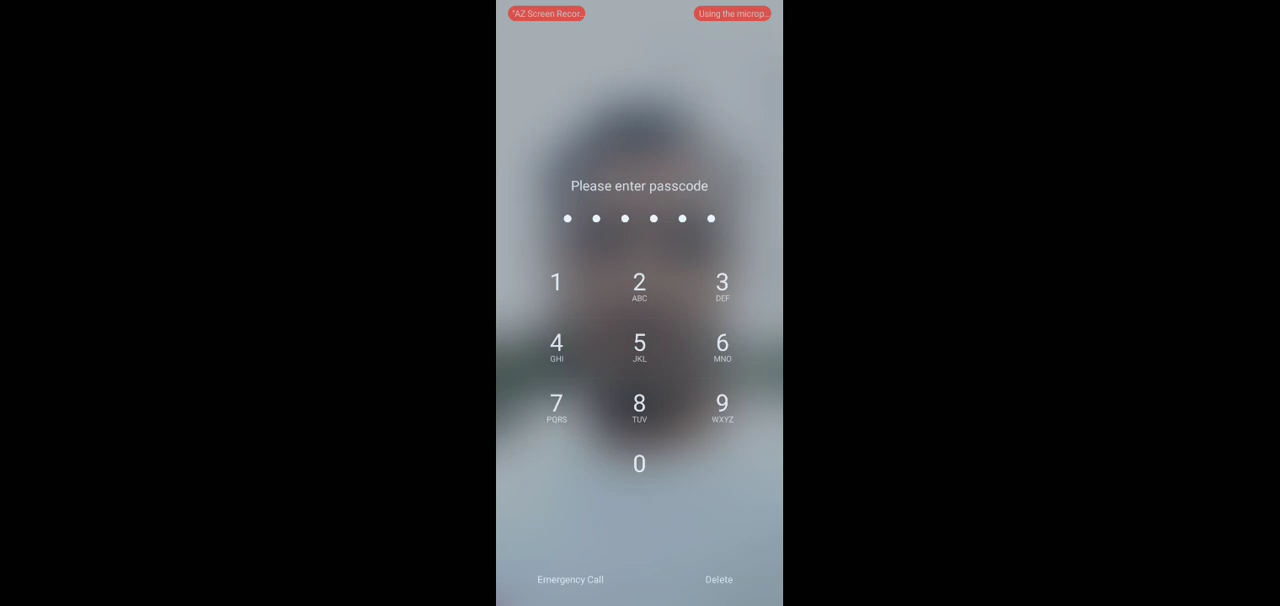 "AZ Screen Recor...
Using the microp...
Please enter passcode
1
2
3
ABC
DEF
4
5
6
GHI
JKL
MNO
7
8
9
PQRS
TUV
WXYZ
0
Emergency Call
Delete